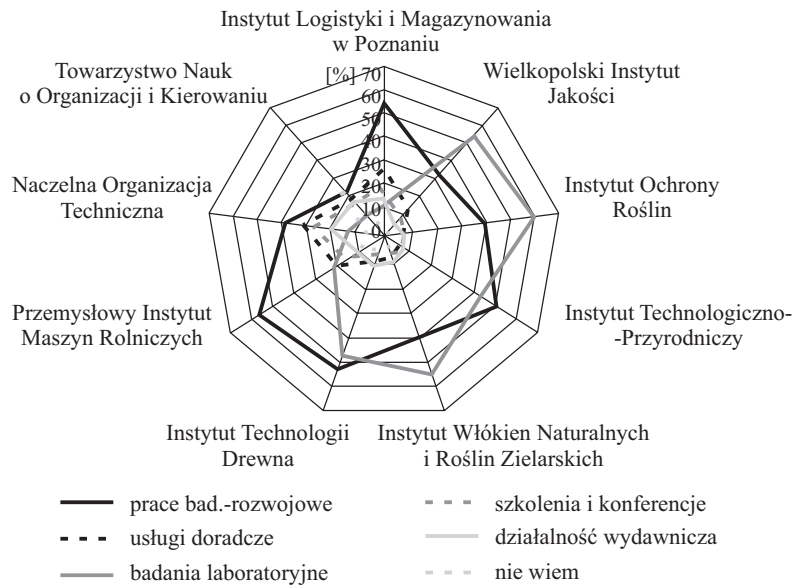 Instytut Logistyki i Magazynowania
w Poznaniu
Towarzystwo Nauk
o Organizacji i Kierowaniu
[%] 70
60
50
40
30
20
10
0
Wielkopolski Instytut
Jakości
Naczelna Organizacja
Techniczna
Instytut Ochrony
Roślin
Przemysłowy Instytut
Maszyn Rolniczych
Instytut Technologiczno-
-Przyrodniczy
Instytut Technologii
Drewna
Instytut Włókien Naturalnych
i Roślin Zielarskich
prace bad.-rozwojowe
usługi doradcze
badania laboratoryjne
szkolenia i konferencje
działalność wydawnicza
nie wiem